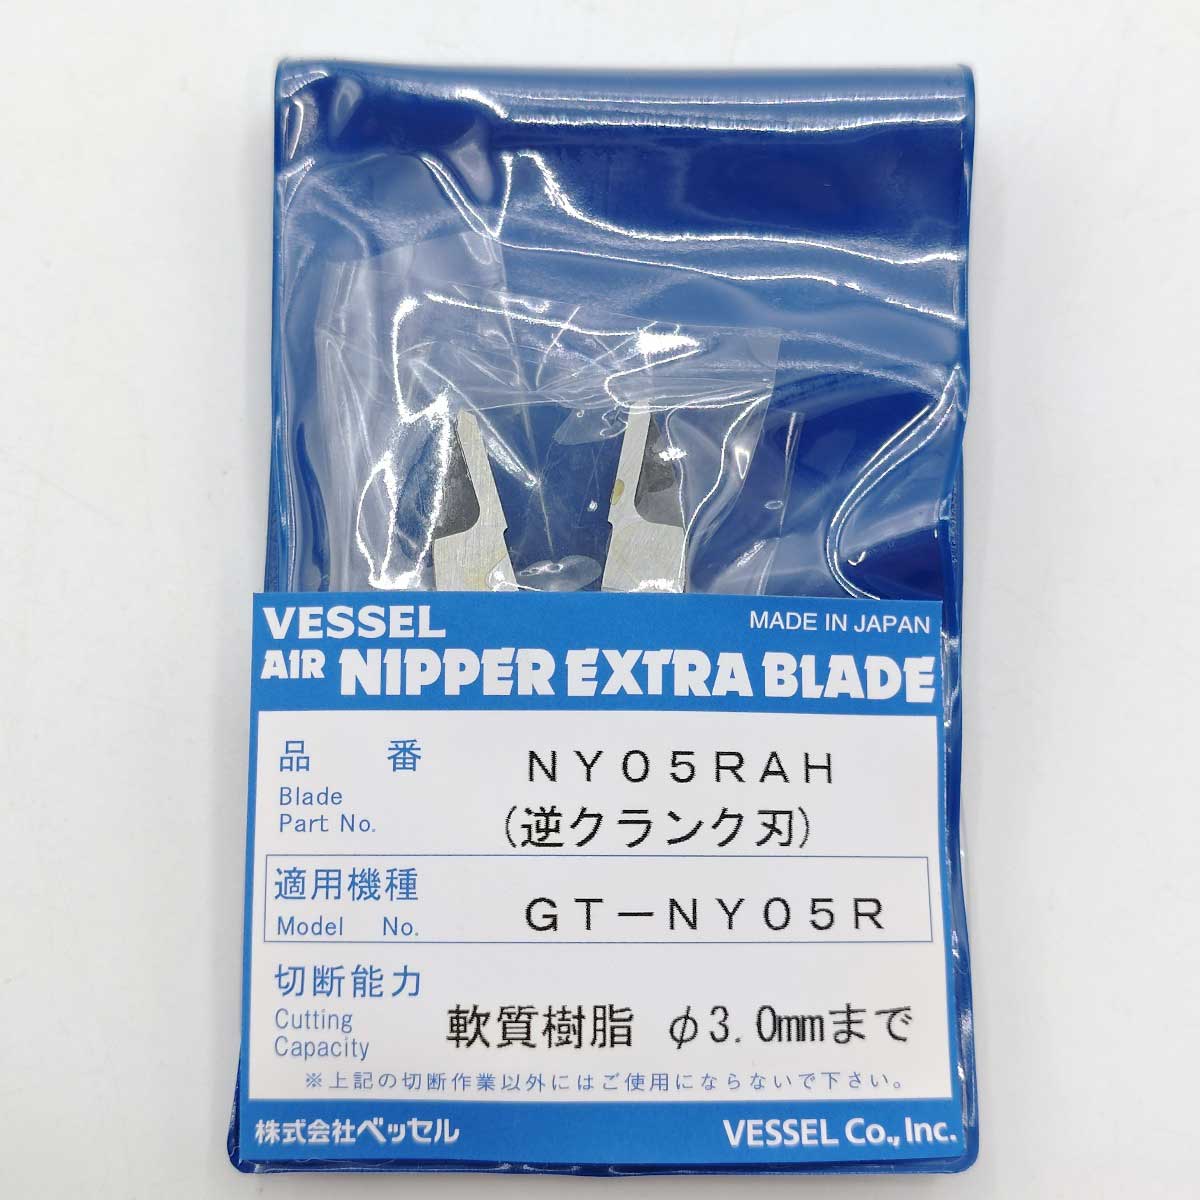 VESSEL
MADE IN JAPAN
AIR NIPPER EXTRA BLADE
品番 NY05RAH
Blade
Part No.
(逆クランク刃)
適用機種
Model No.
GT-NY05R
切断能力
Cutting
Capacity
軟質樹脂 φ3.0mmまで
※上記の切断作業以外にはご使用にならないで下さい。
株式会社ベッセル
VESSEL Co., Inc.